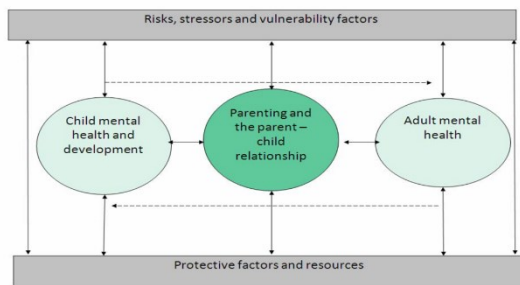 Risks, stressors and vulnerability factors
Child mental
health and
development
Parenting and
the parent –
child
relationship
Adult mental
health
Protective factors and resources